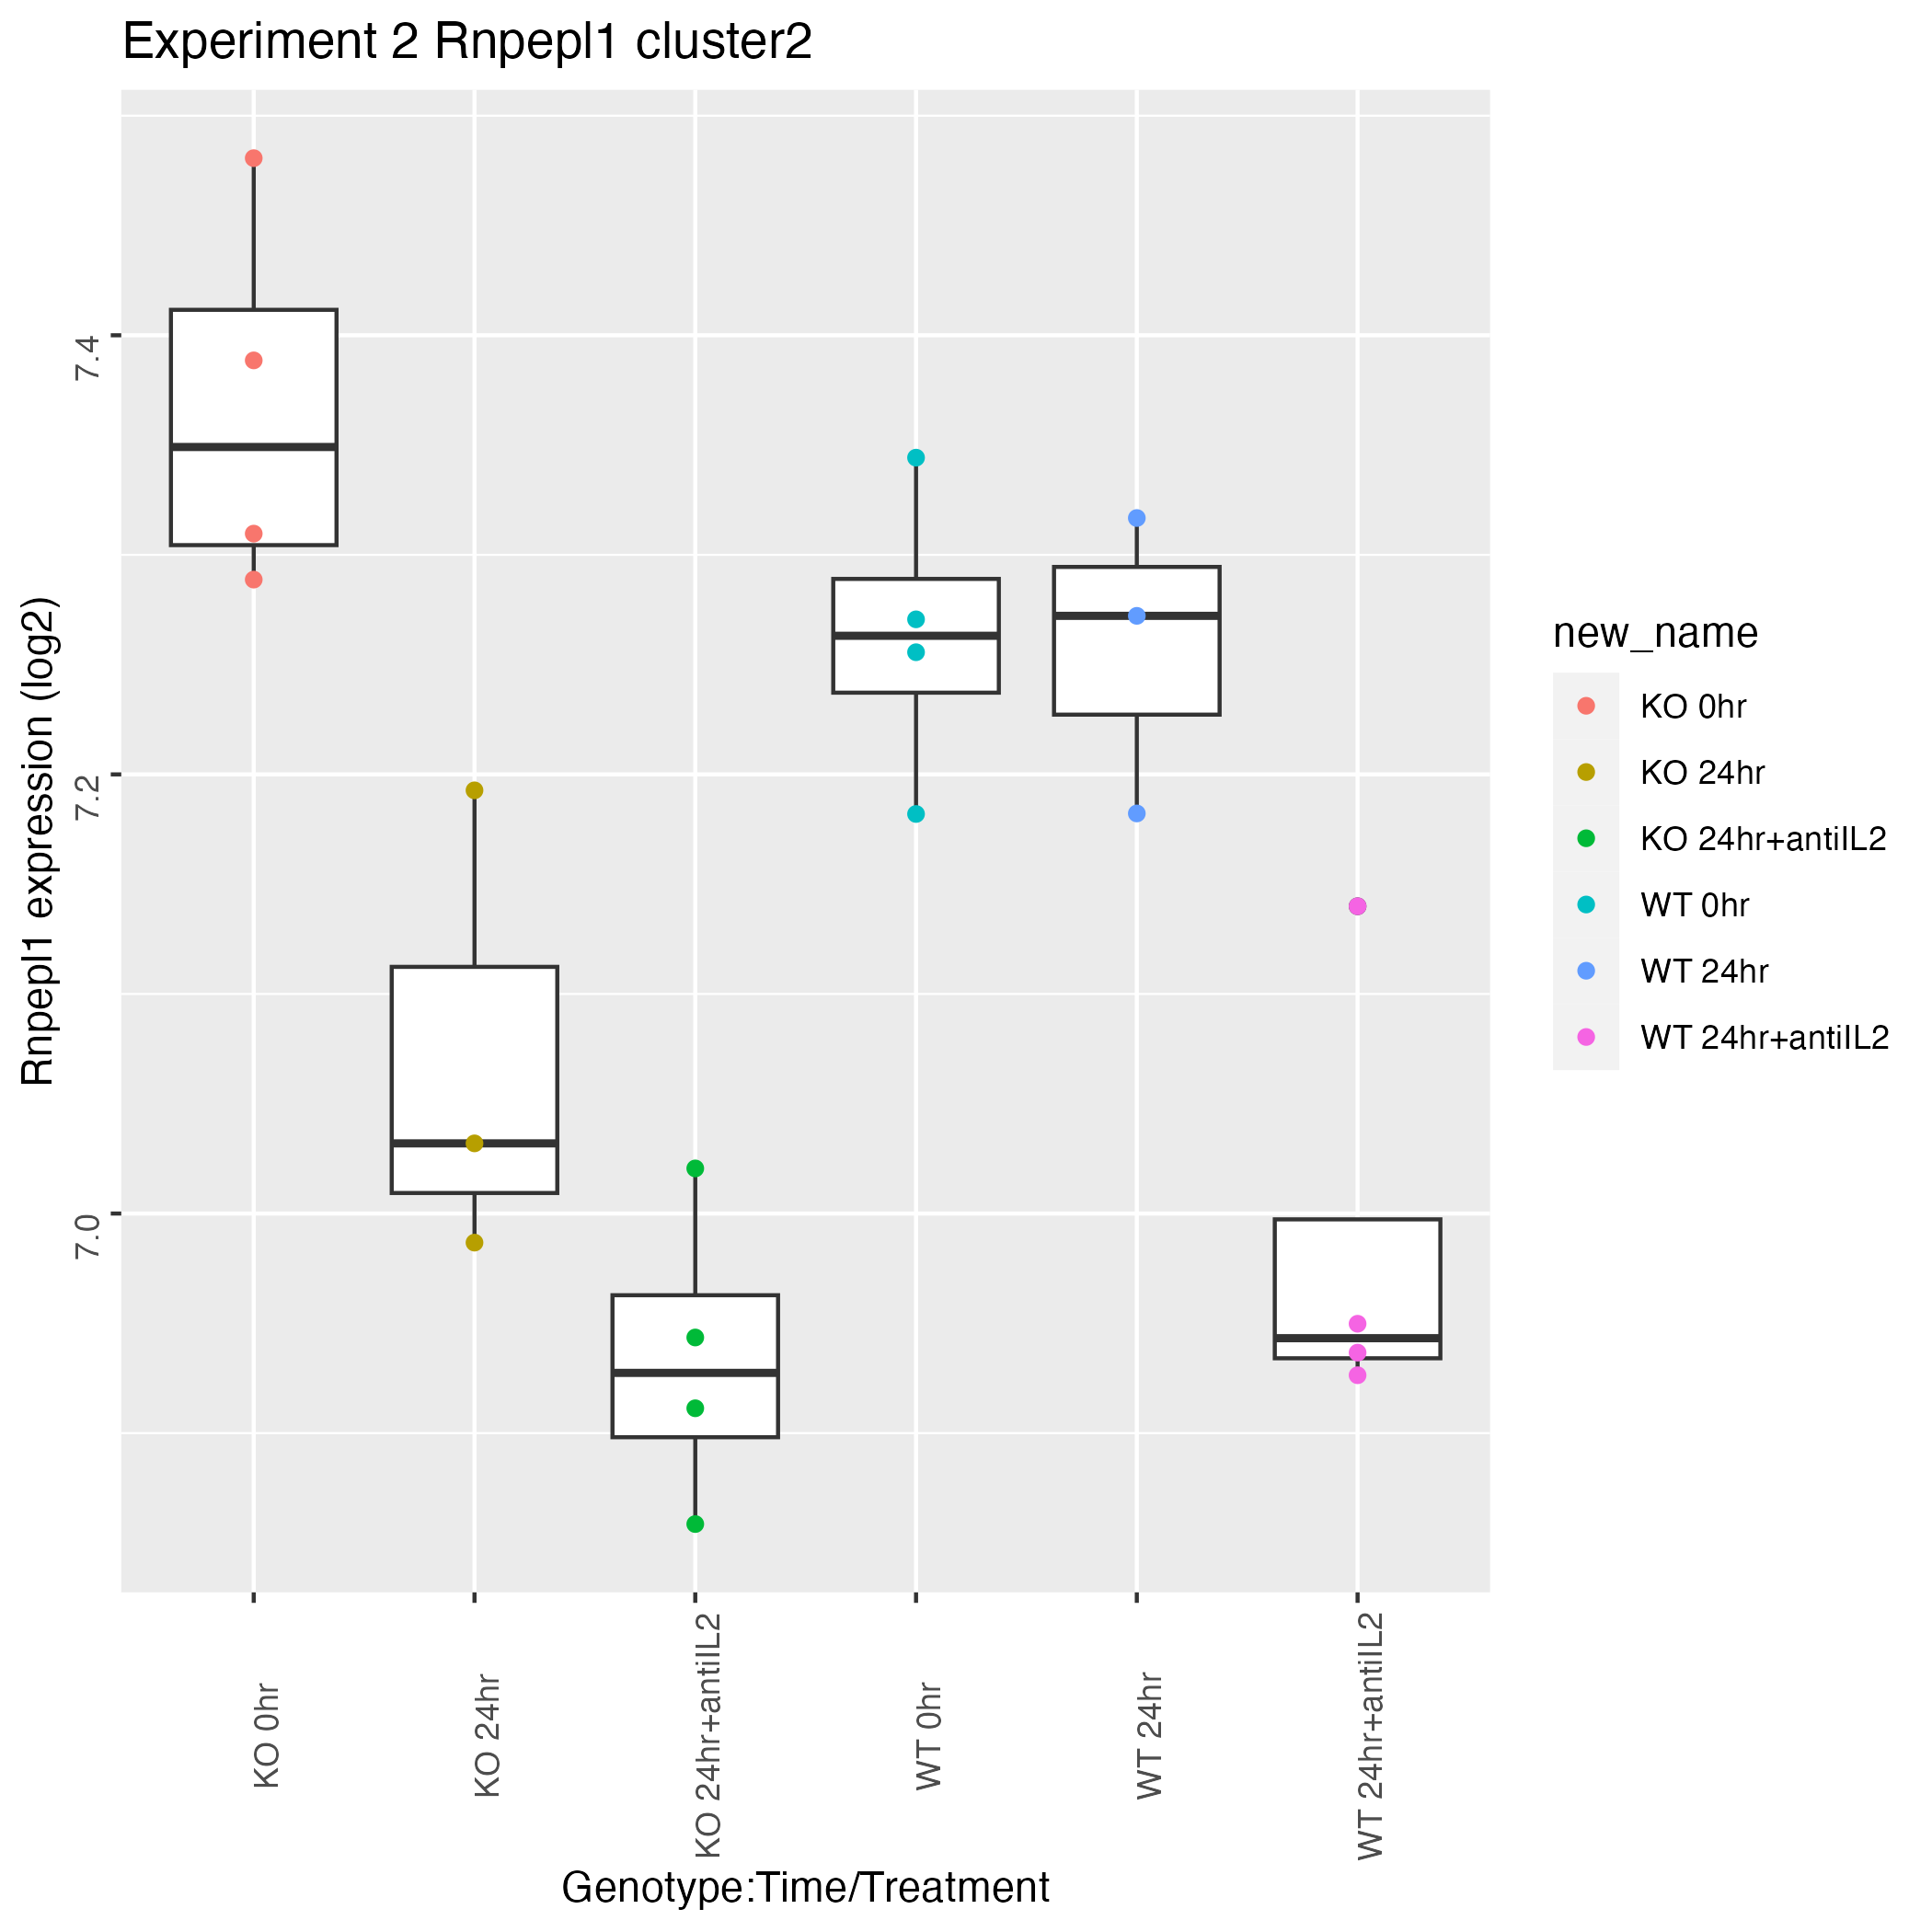 Experiment 2 Rnpepl1 cluster2
Rnpepl1 expression (log2)
7.4
7.2
7.0
KO 0hr
KO 24hr
KO 24hr+antiIL2
WT 0hr
WT 24hr
WT 24hr+antiIL2
Genotype:Time/Treatment
new_name
KO 0hr
KO 24hr
KO 24hr+antiIL2
WT 0hr
WT 24hr
WT 24hr+antiIL2